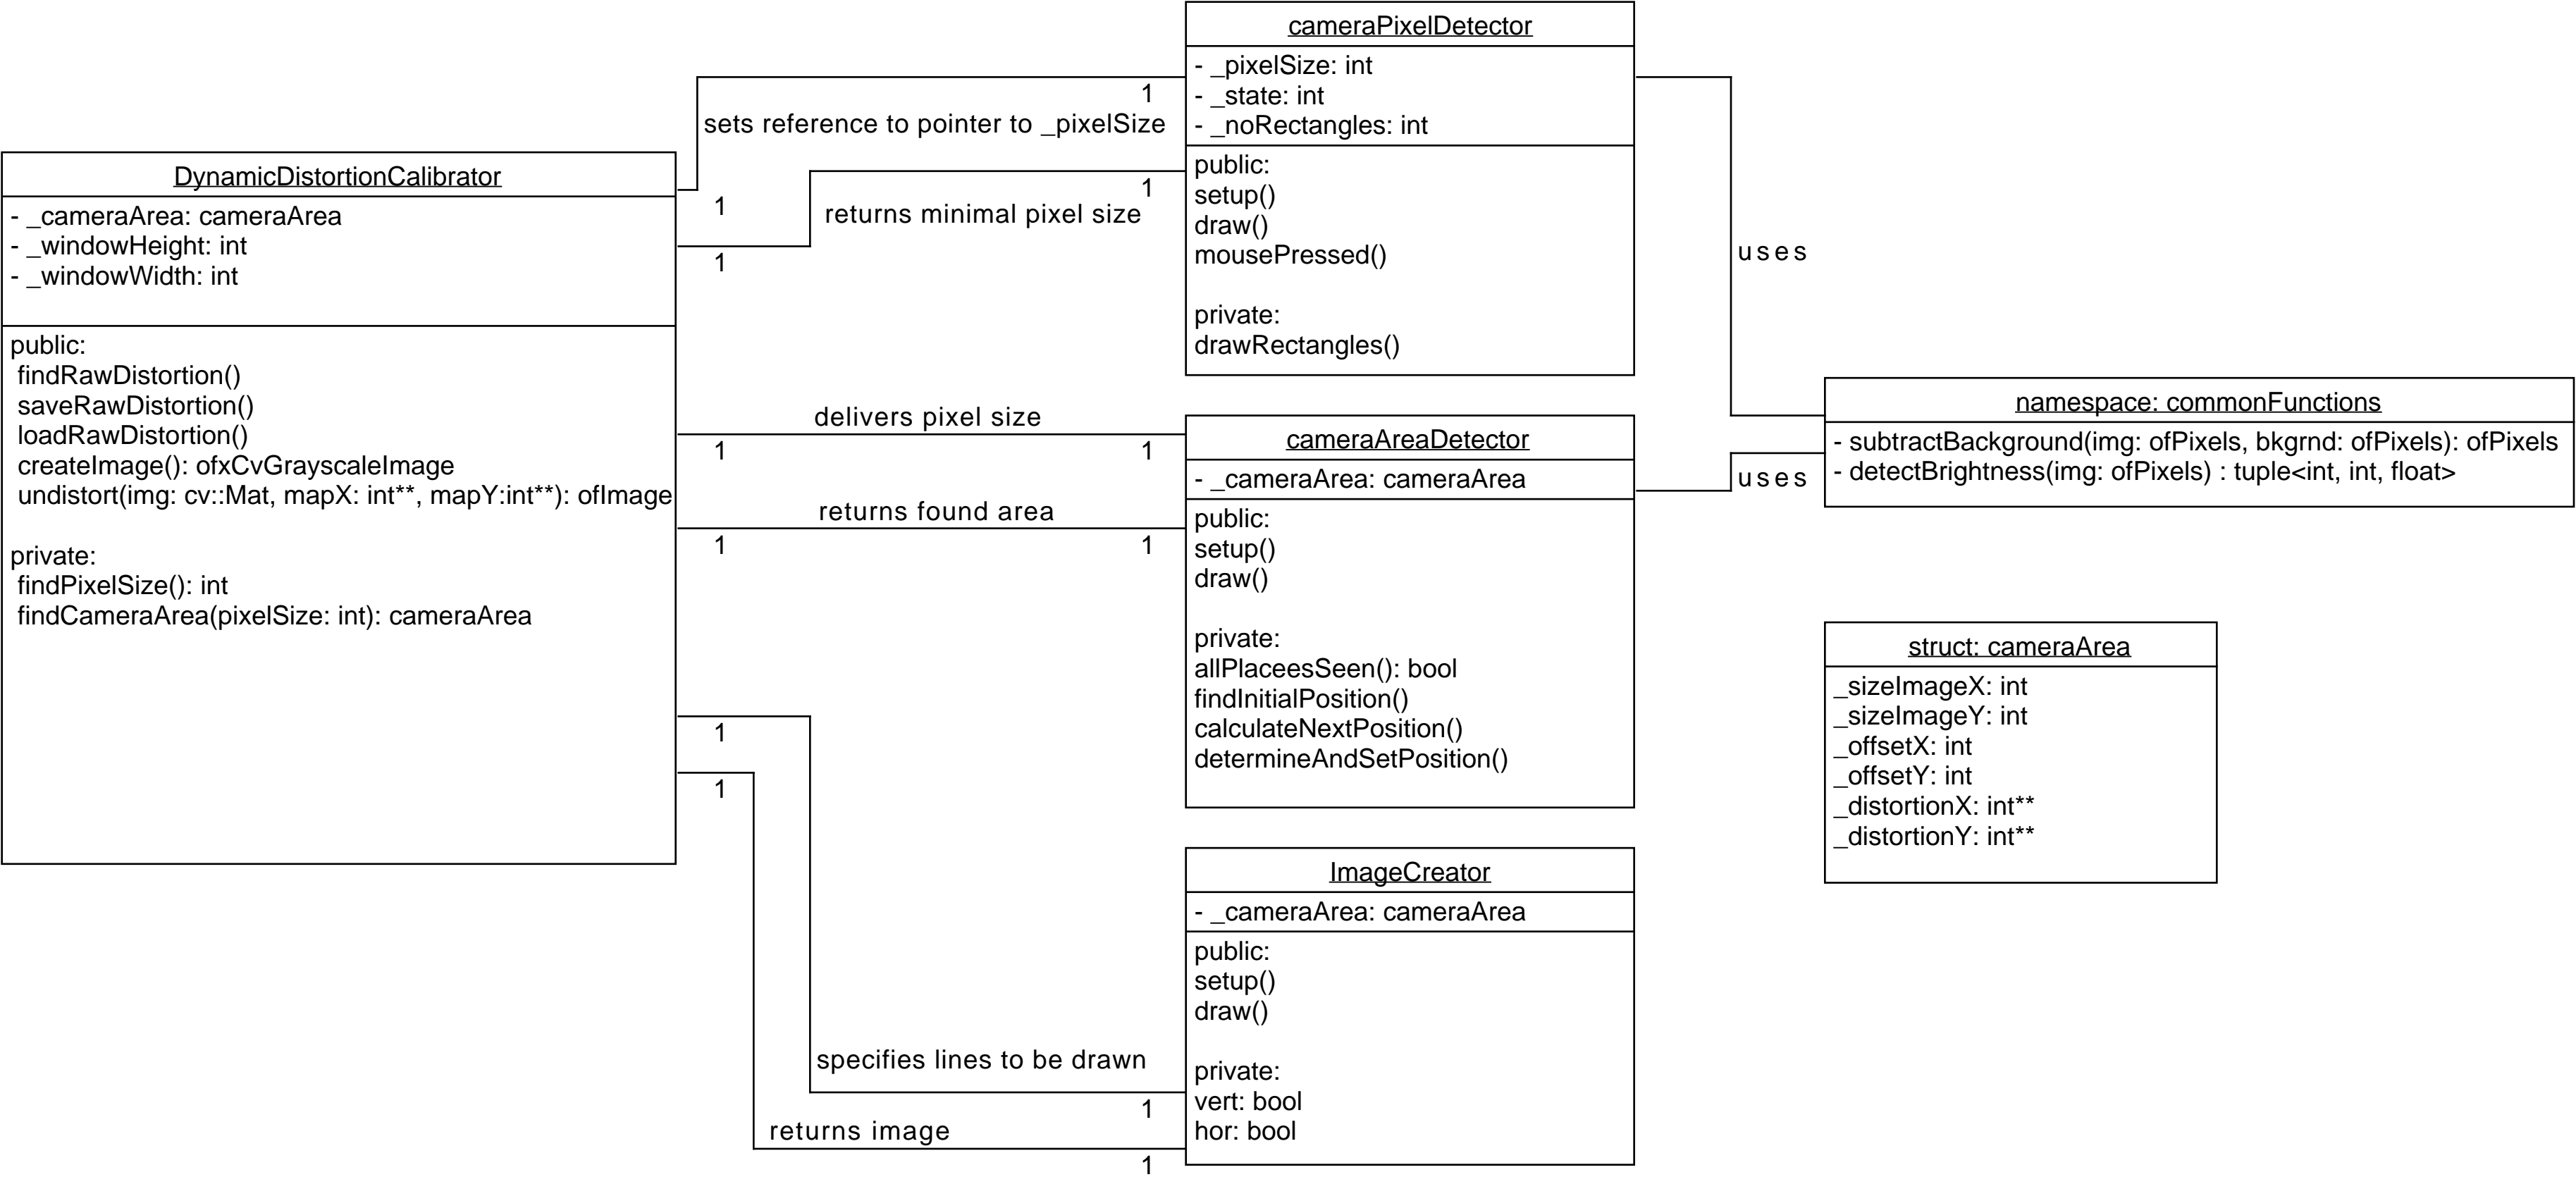 cameraPixelDetector
- _pixelSize: int
- _state: int
- _noRectangles: int
public:
setup()
draw()
mousePressed()
private:
drawRectangles()
1
sets reference to pointer to _pixelSize
1
1
returns minimal pixel size
1
DynamicDistortionCalibrator
- _cameraArea: cameraArea
- _windowHeight: int
- _windowWidth: int
public:
findRawDistortion()
saveRawDistortion()
loadRawDistortion()
createImage(): ofxCvGrayscaleImage
undistort(img: cv::Mat, mapX: int**, mapY:int**): ofImage
private:
findPixelSize(): int
findCameraArea(pixelSize: int): cameraArea
delivers pixel size
1
1
returns found area
1
1
cameraAreaDetector
- _cameraArea: cameraArea
public:
setup()
draw()
private:
allPlaceesSeen(): bool
findInitialPosition()
calculateNextPosition()
determineAndSetPosition()
uses
uses
namespace: commonFunctions
- subtractBackground(img: ofPixels, bkgrnd: ofPixels): ofPixels
- detectBrightness(img: ofPixels) : tuple<int, int, float>
struct: cameraArea
_sizeImageX: int
_sizeImageY: int
_offsetX: int
_offsetY: int
_distortionX: int**
_distortionY: int**
1
1
specifies lines to be drawn
1
returns image
1
ImageCreator
- _cameraArea: cameraArea
public:
setup()
draw()
private:
vert: bool
hor: bool